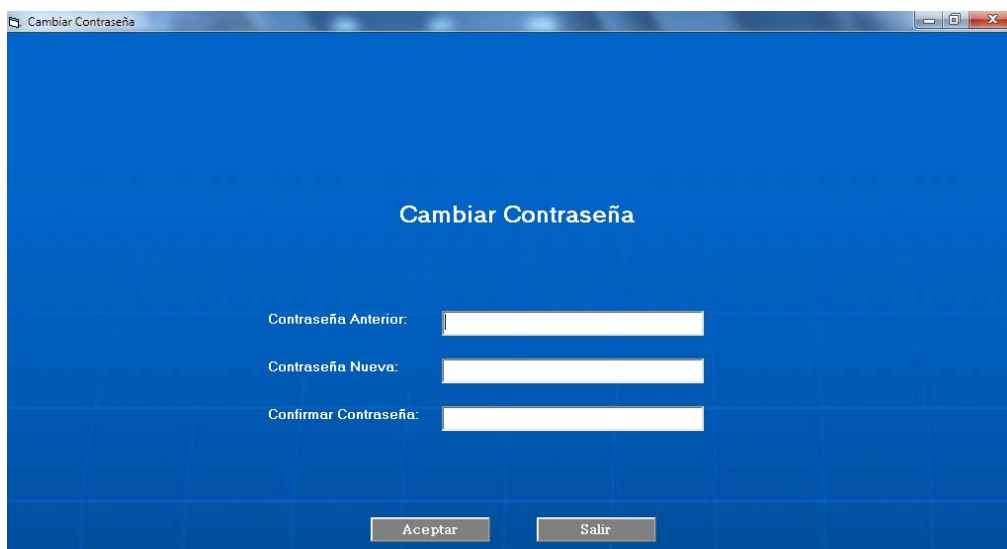 Cambiar Contraseña
Cambiar Contraseña
Contraseña Anterior:
Contraseña Nueva:
Confirmar Contraseña:
Aceptar Salir